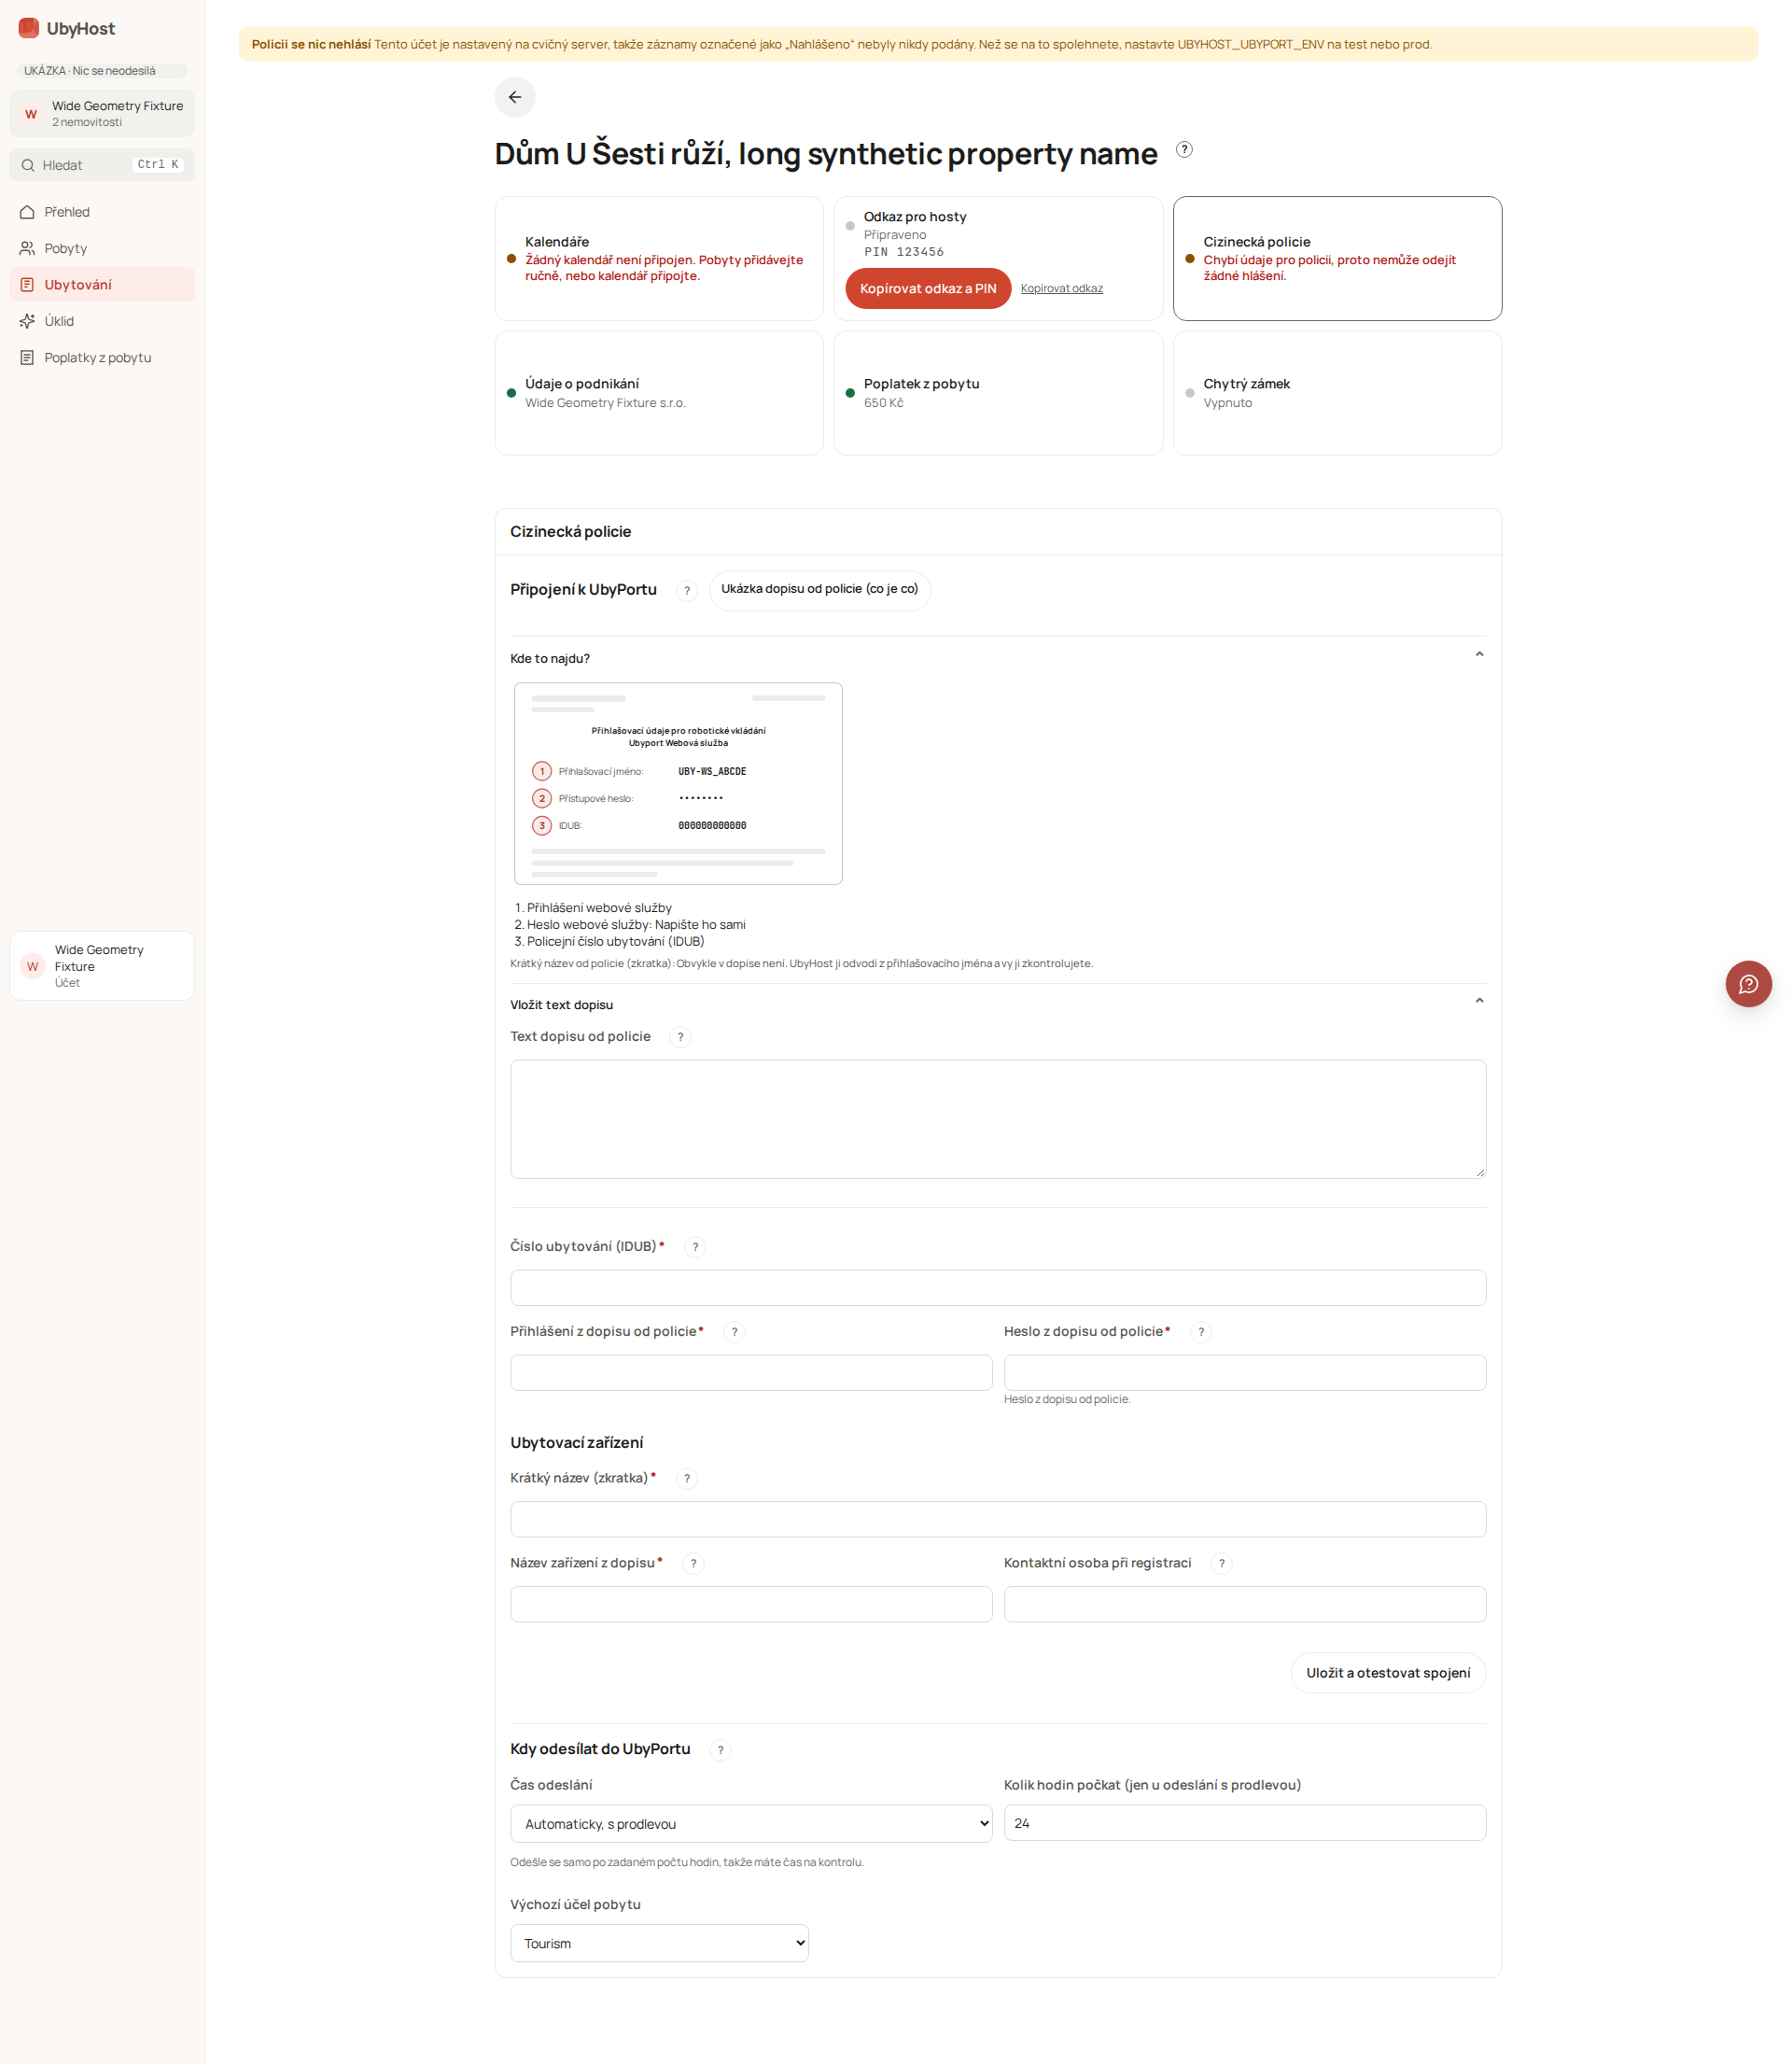 UbyHost
UKÁZKA · Nic se neodesílá
W
Wide Geometry Fixture
2 nemovitosti
Hledat
Ctrl K
Přehled
Pobyty
Ubytování
Úklid
Poplatky z pobytu
W
Wide Geometry
Fixture
Účet
Policii se nic nehlásí Tento účet je nastavený na cvičný server, takže záznamy označené jako „Nahlášeno“ nebyly nikdy podány. Než se na to spolehnete, nastavte UBYHOST_UBYPORT_ENV na test nebo prod.
Dům U Šesti růží, long synthetic property name
?
Kalendáře
Žádný kalendář není připojen. Pobyty přidávejte
ručně, nebo kalendář připojte.
Odkaz pro hosty
Připraveno
PIN 123456
Kopírovat odkaz a PIN
Kopírovat odkaz
Cizinecká policie
Chybí údaje pro policii, proto nemůže odejít
žádné hlášení.
Údaje o podnikání
Wide Geometry Fixture s.r.o.
Poplatek z pobytu
650 Kč
Chytrý zámek
Vypnuto
Cizinecká policie
Připojení k UbyPortu
?
Ukázka dopisu od policie (co je co)
Kde to najdu?
Přihlašovací údaje pro robotické vkládání
Ubyport Webová služba
1 Přihlašovací jméno: UBY-WS_ABCDE
2 Přístupové heslo: ••••••••
3 IDUB: 000000000000
1. Přihlášení webové služby
2. Heslo webové služby: Napište ho sami
3. Policejní číslo ubytování (IDUB)
Krátký název od policie (zkratka): Obvykle v dopise není. UbyHost ji odvodí z přihlašovacího jména a vy ji zkontrolujete.
Vložit text dopisu
Text dopisu od policie
?
Číslo ubytování (IDUB) *
?
Přihlášení z dopisu od policie *
?
Heslo z dopisu od policie *
?
Heslo z dopisu od policie.
Ubytovací zařízení
Krátký název (zkratka) *
?
Název zařízení z dopisu *
?
Kontaktní osoba při registraci
?
Uložit a otestovat spojení
Kdy odesílat do UbyPortu
?
Čas odeslání
Kolik hodin počkat (jen u odeslání s prodlevou)
Automaticky, s prodlevou
24
Odešle se samo po zadaném počtu hodin, takže máte čas na kontrolu.
Výchozí účel pobytu
Tourism